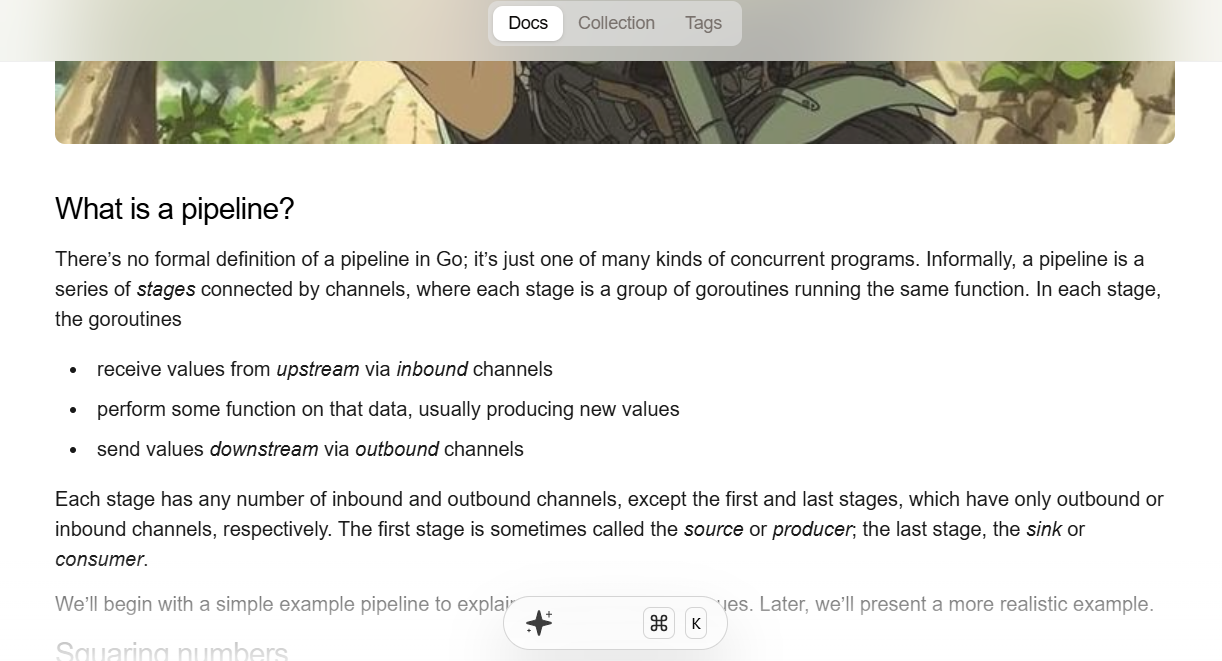 Docs Collection Tags
What is a pipeline?
There’s no formal definition of a pipeline in Go; it’s just one of many kinds of concurrent programs. Informally, a pipeline is a
series of stages connected by channels, where each stage is a group of goroutines running the same function. In each stage,
the goroutines
• receive values from upstream via inbound channels
• perform some function on that data, usually producing new values
• send values downstream via outbound channels
Each stage has any number of inbound and outbound channels, except the first and last stages, which have only outbound or
inbound channels, respectively. The first stage is sometimes called the source or producer; the last stage, the sink or
consumer.
We’ll begin with a simple example pipeline to Later, we’ll present a more realistic example.
⌘ K
Squaring numbers